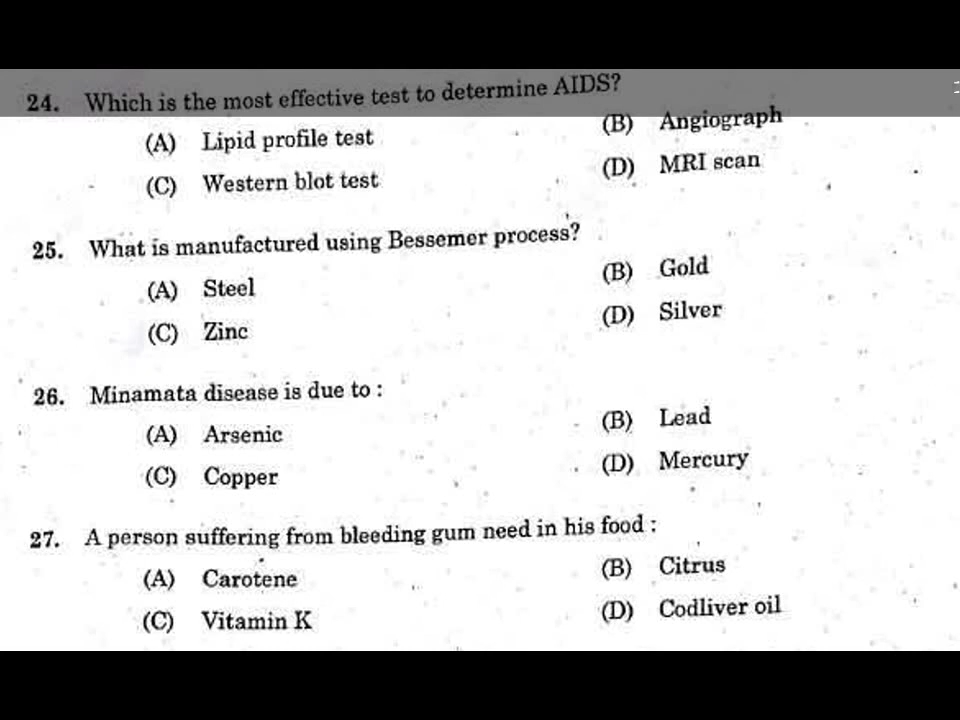 24. Which is the most effective test to determine AIDS?
(A) Lipid profile test (B) Angiograph
(C) Western blot test (D) MRI scan
25. What is manufactured using Bessemer process?
(A) Steel (B) Gold
(C) Zinc (D) Silver
26. Minamata disease is due to :
(A) Arsenic (B) Lead
(C) Copper (D) Mercury
27. A person suffering from bleeding gum need in his food :
(A) Carotene (B) Citrus
(C) Vitamin K (D) Codliver oil